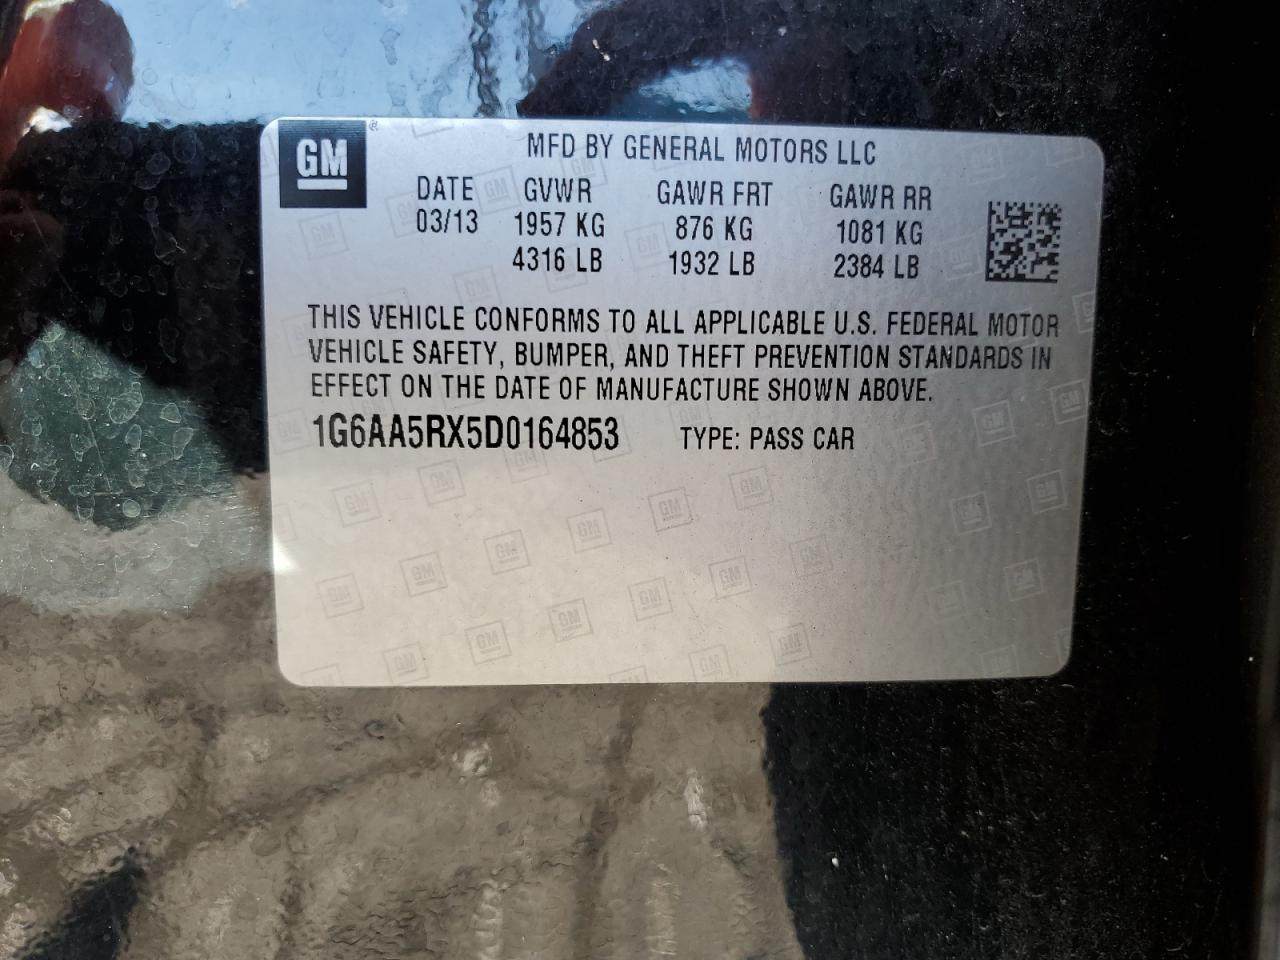 GM
MFD BY GENERAL MOTORS LLC
DATE GVWR GAWR FRT GAWR RR
03/13 1957 KG 876 KG 1081 KG
4316 LB 1932 LB 2384 LB
THIS VEHICLE CONFORMS TO ALL APPLICABLE U.S. FEDERAL MOTOR
VEHICLE SAFETY, BUMPER, AND THEFT PREVENTION STANDARDS IN
EFFECT ON THE DATE OF MANUFACTURE SHOWN ABOVE.
1G6AA5RX5D0164853 TYPE: PASS CAR